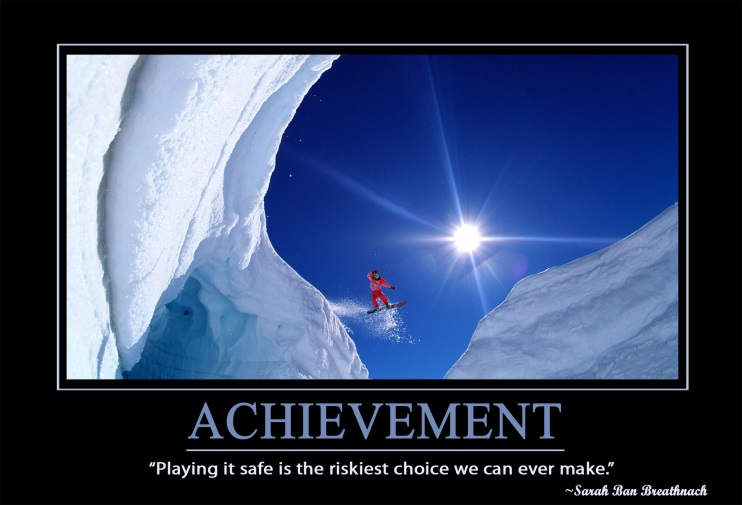 ACHIEVEMENT
“Playing it safe is the riskiest choice we can ever make.”
~Sarah Ban Breathnach